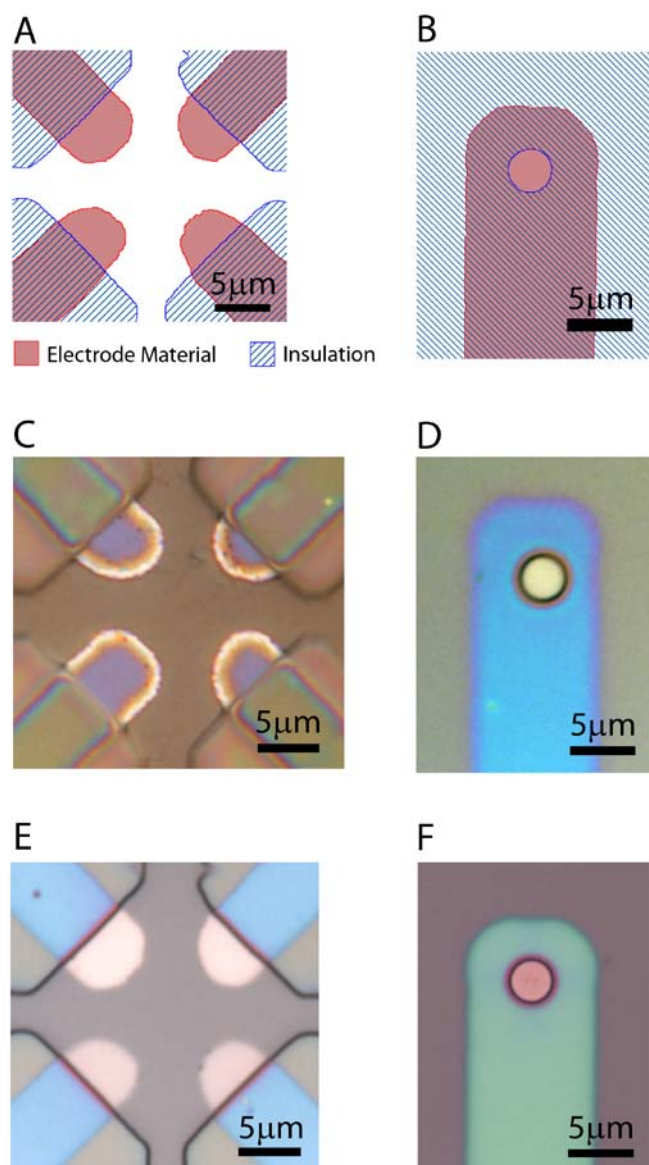 A
B
5μm
5μm
Electrode Material
Insulation
C
D
5μm
5μm
E
F
5μm
5μm